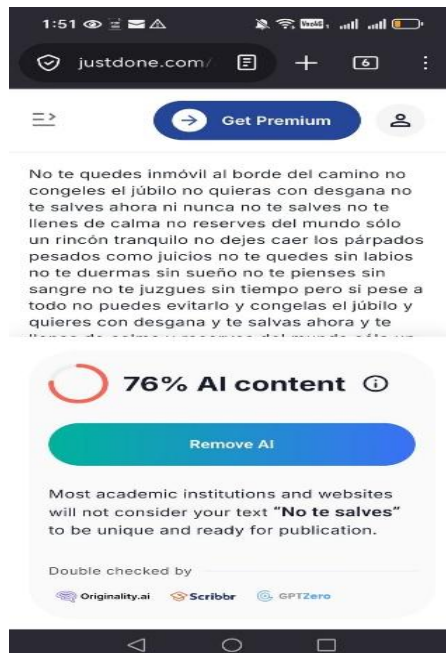 1:51
justdone.com/
6
Get Premium
No te quedes inmóvil al borde del camino no
congeles el júbilo no quieras con desgana no
te salves ahora ni nunca no te salves no te
llenes de calma no reserves del mundo sólo
un rincón tranquilo no dejes caer los párpados
pesados como juicios no te quedes sin labios
no te duermas sin sueño no te pienses sin
sangre no te juzgues sin tiempo pero si pese a
todo no puedes evitarlo y congelas el júbilo y
quieres con desgana y te salvas ahora y te
76% AI content
Remove AI
Most academic institutions and websites
will not consider your text "No te salves"
to be unique and ready for publication.
Double checked by
Originality.ai Scribbr GPTZero